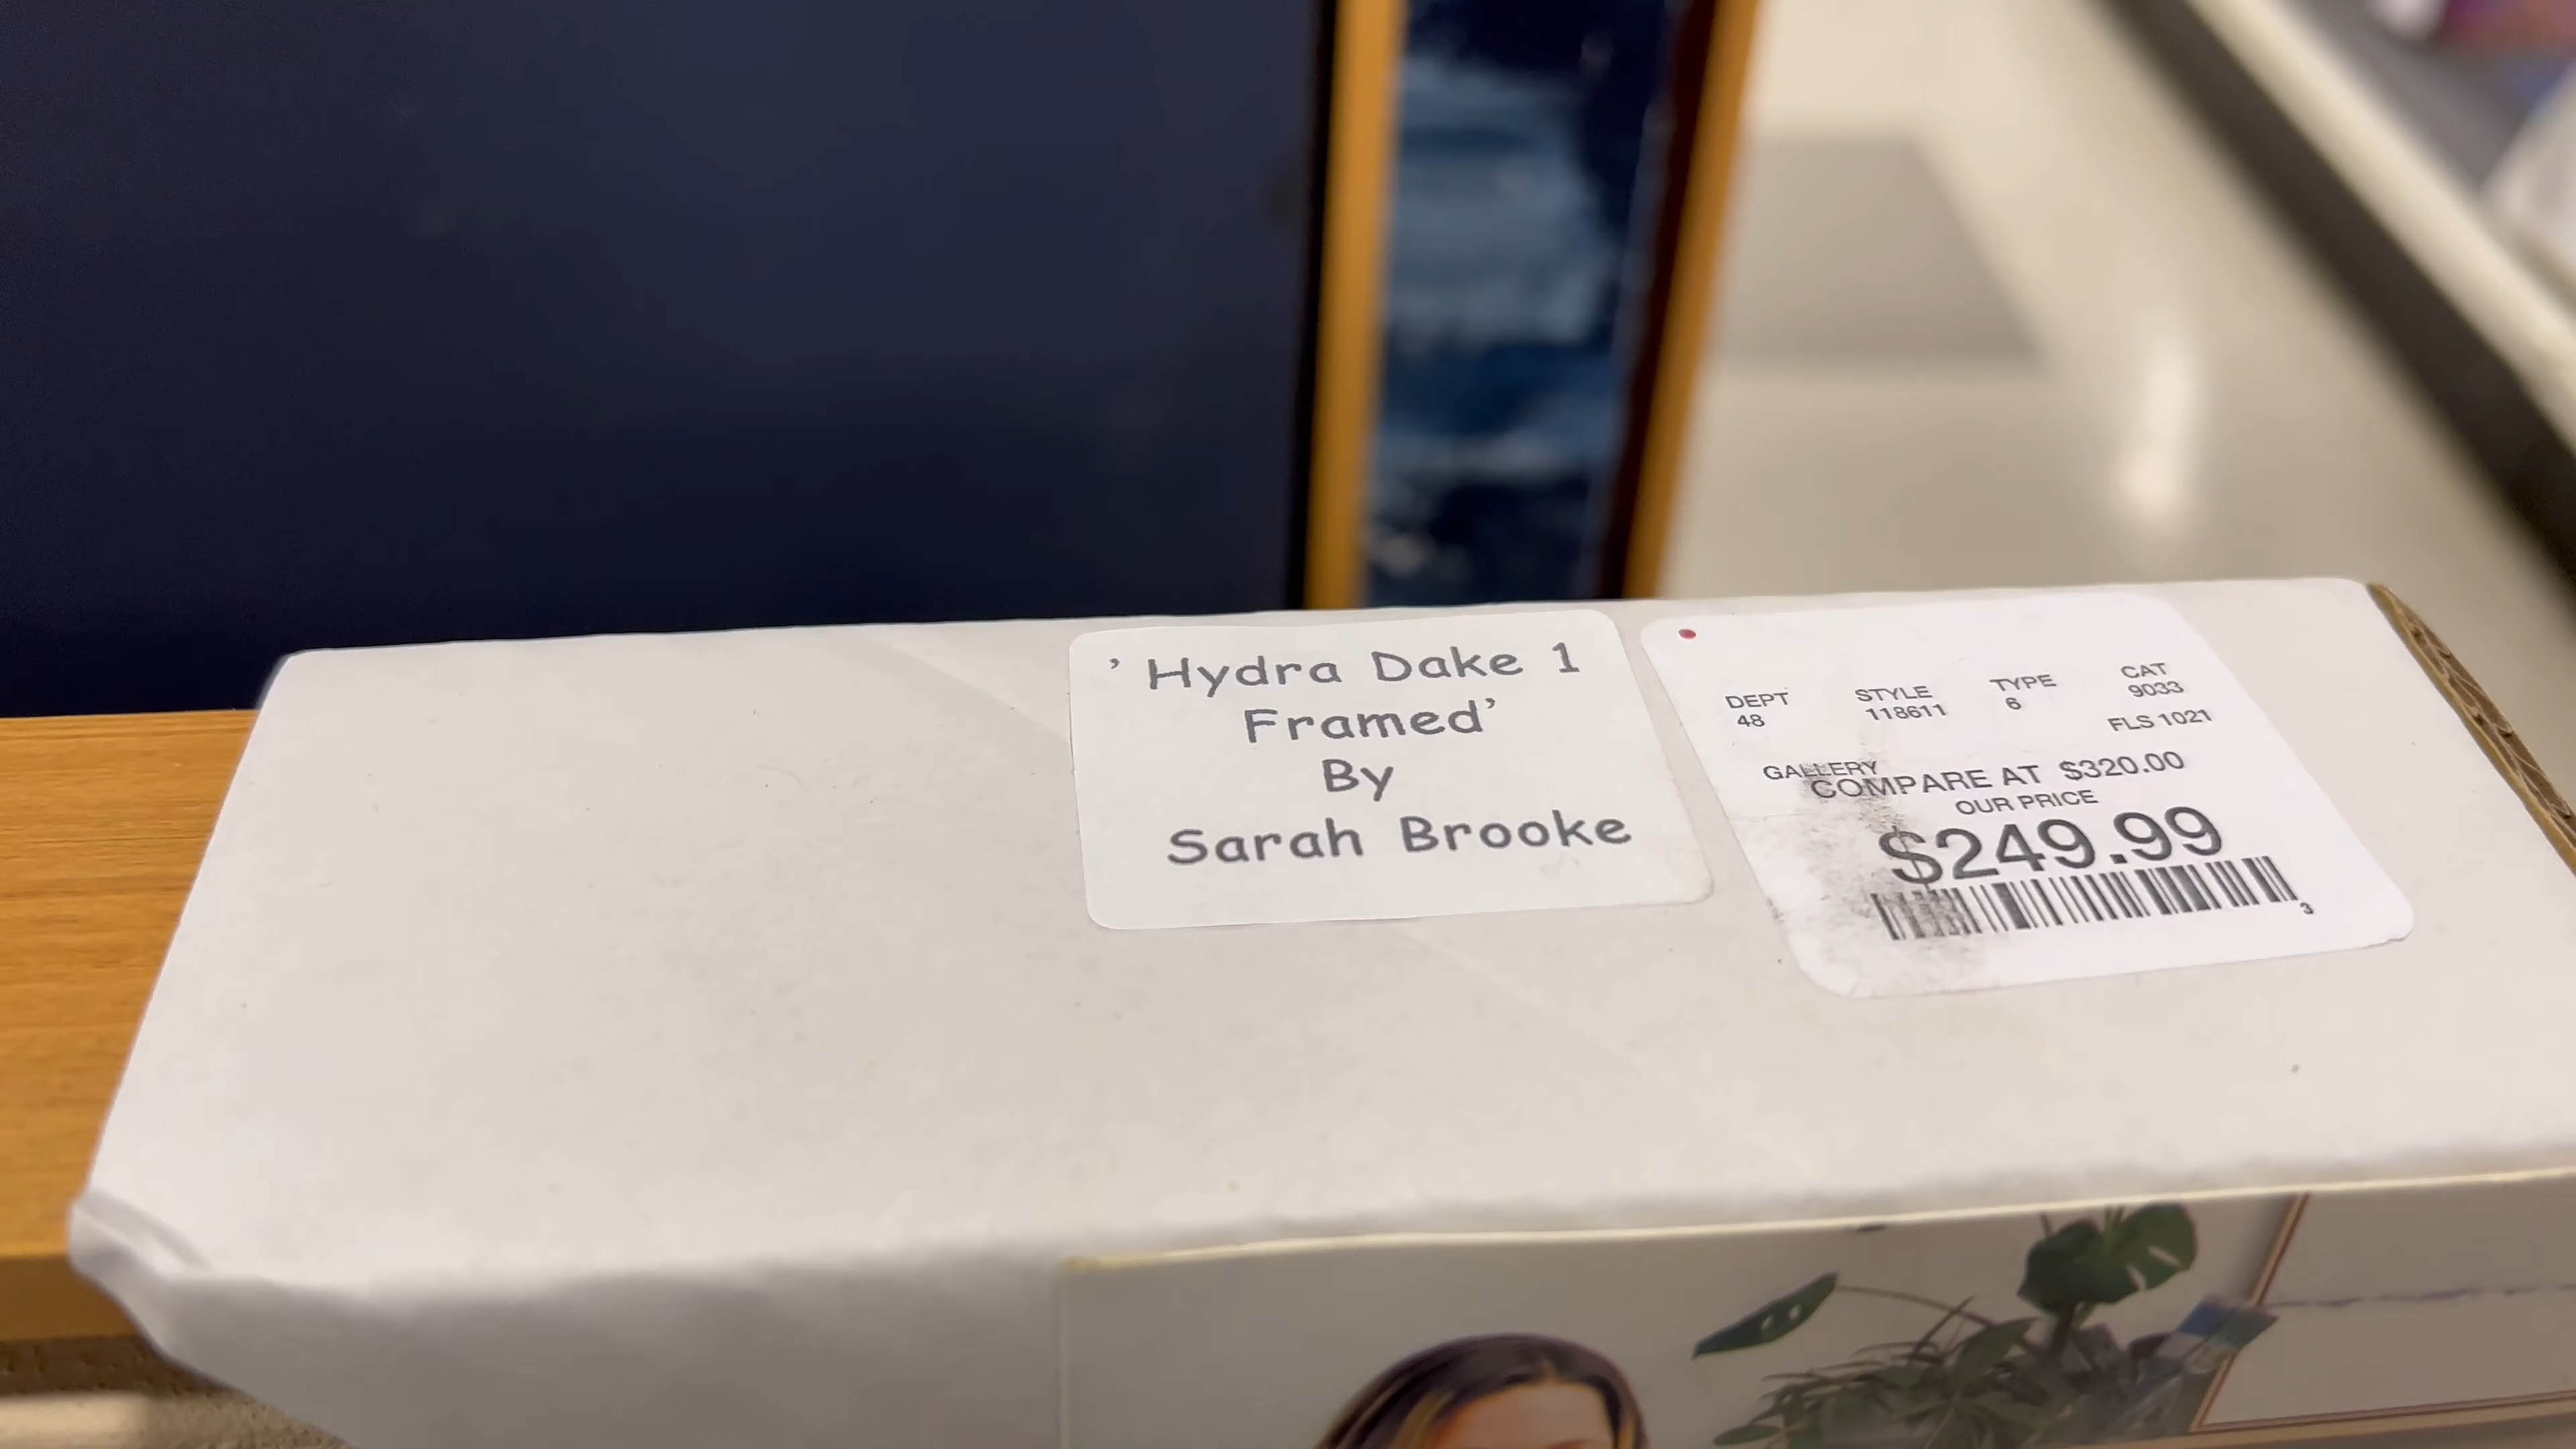 ’ Hydra Dake 1
Framed’
By
Sarah Brooke
DEPT STYLE TYPE CAT
48 118611 6 9033
FLS 1021
GALLERY
COMPARE AT $320.00
OUR PRICE
$249.99
3